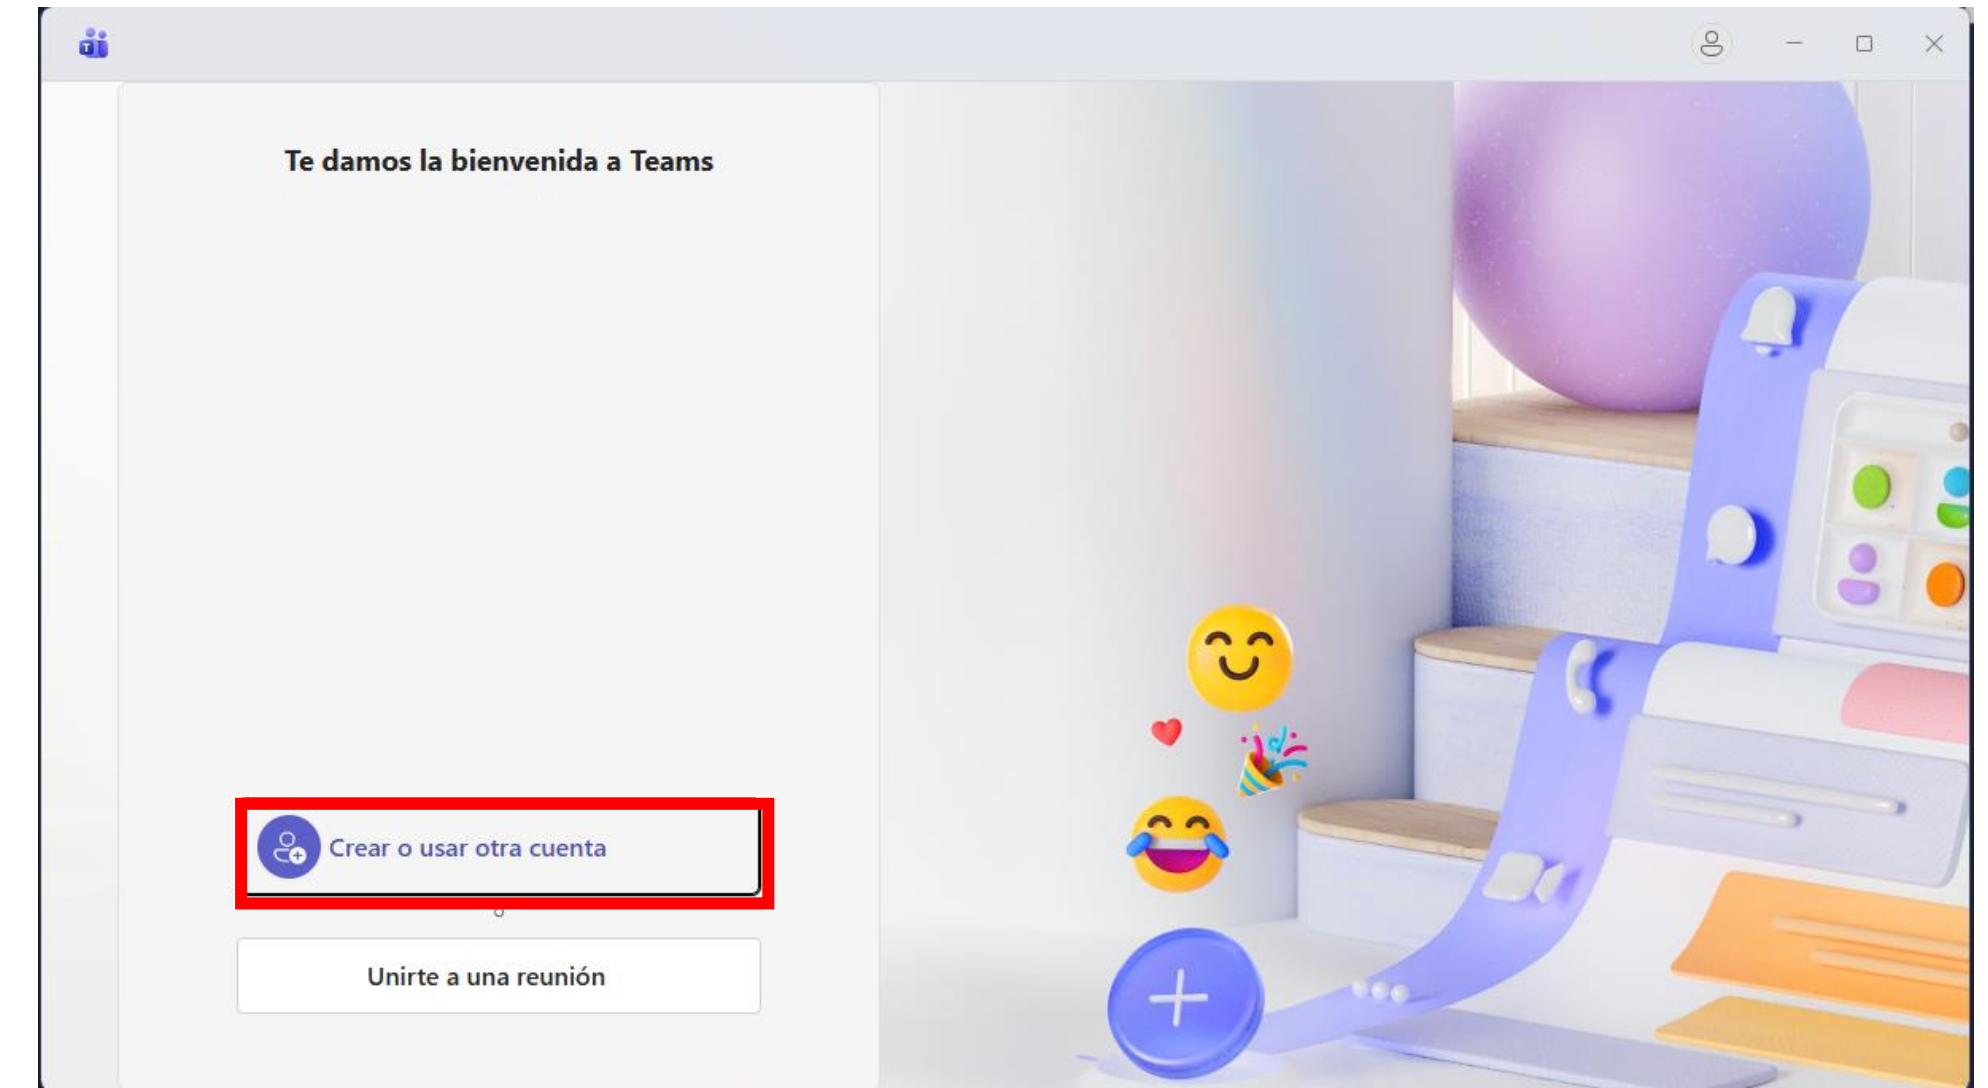 T
Te damos la bienvenida a Teams
Crear o usar otra cuenta
o
Unirte a una reunión